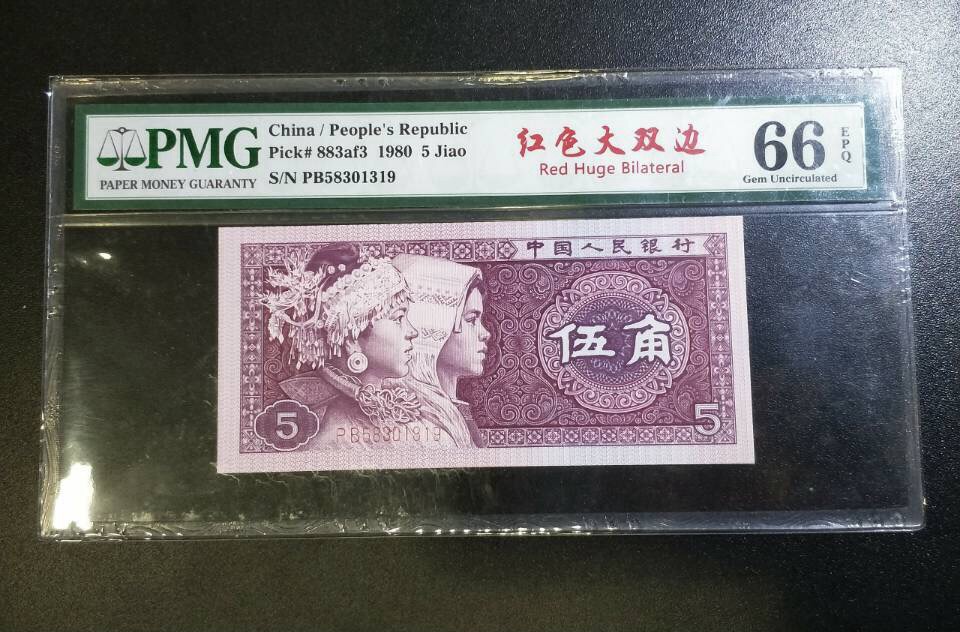 PMG
PAPER MONEY GUARANTY
China / People's Republic
Pick# 883af3 1980 5 Jiao
S/N PB58301319
红色大双边
Red Huge Bilateral
66
EPQ
Gem Uncirculated
中国人民银行
伍角
5
PB58301319
5